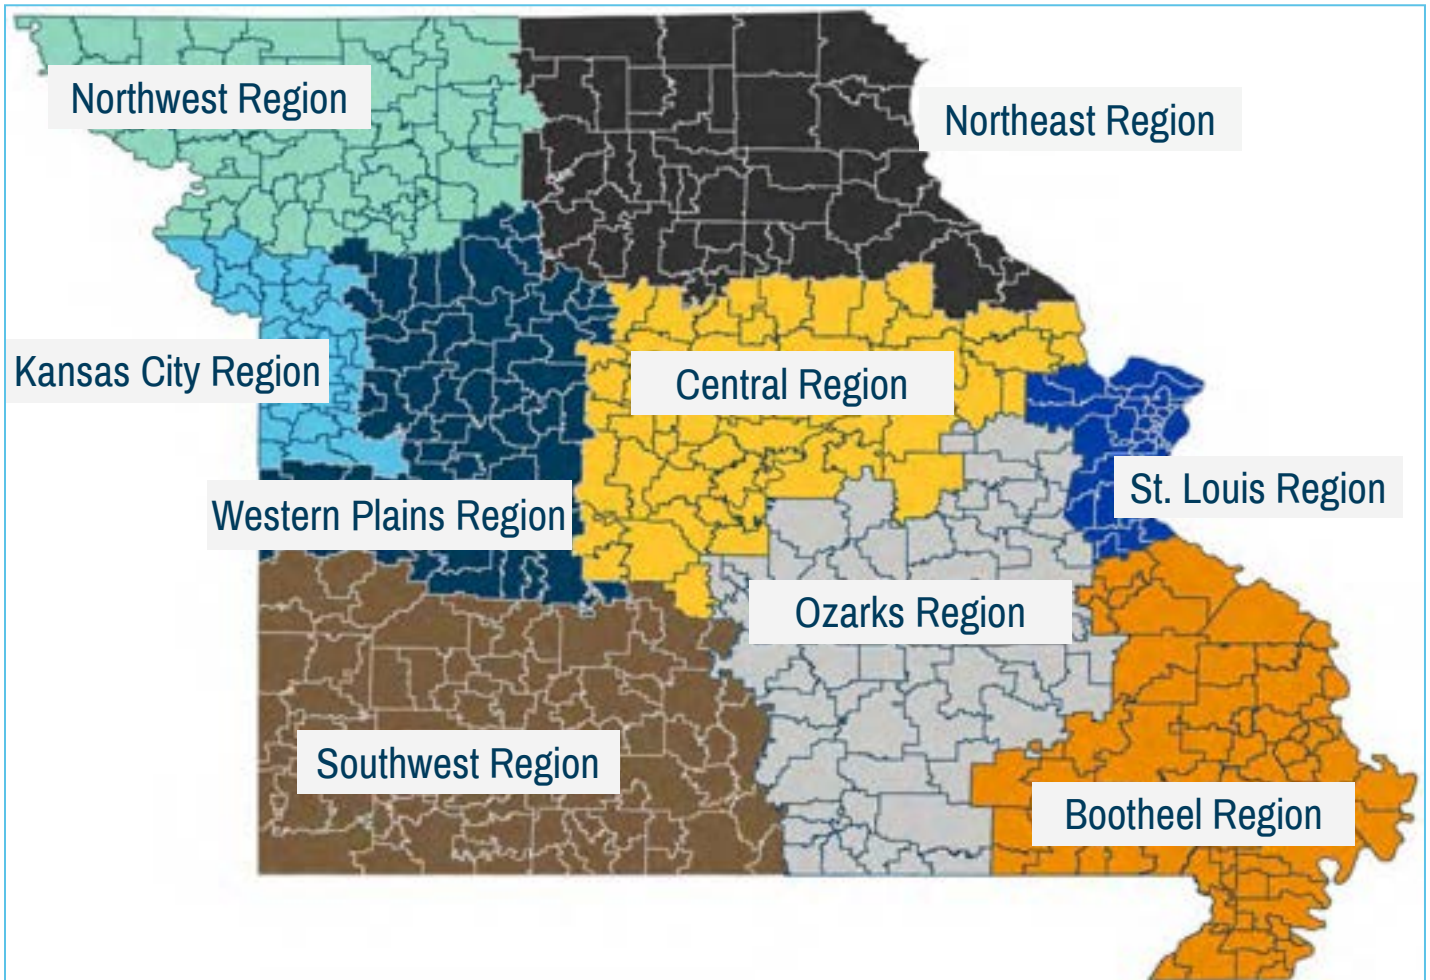 Northwest Region
Northeast Region
Kansas City Region
Central Region
St. Louis Region
Western Plains Region
Ozarks Region
Southwest Region
Bootheel Region